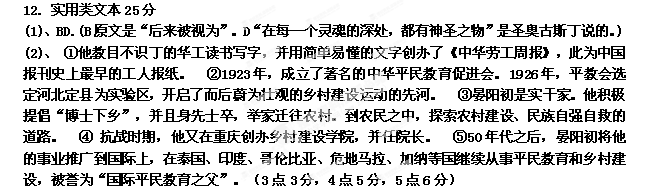 12. 实用类文本25分
(1)、BD.(B原文是“后来被视为”。D“在每一个灵魂的深处，都有神圣之物”是圣奥古斯丁说的。)
(2)、 ①他教目不识丁的华工读书写字，并用简单易懂的文字创办了《中华劳工周报》，此为中国
报刊史上最早的工人报纸。 ②1923年，成立了著名的中华平民教育促进会。1926年，平教会选
定河北定县为实验区，开启了而后蔚为壮观的乡村建设运动的先河。 ③晏阳初是实干家。他积极
提倡“博士下乡”，并且身先士卒，举家迁往农村。到农民之中，探索农村建设、民族自强自救的
道路。 ④ 抗战时期，他又在重庆创办乡村建设学院，并任院长。 ⑤50年代之后，晏阳初将他
的事业推广到国际上，在泰国、印度、哥伦比亚、危地马拉、加纳等国继续从事平民教育和乡村建
设，被誉为“国际平民教育之父”。(3点3分，4点5分，5点6分)